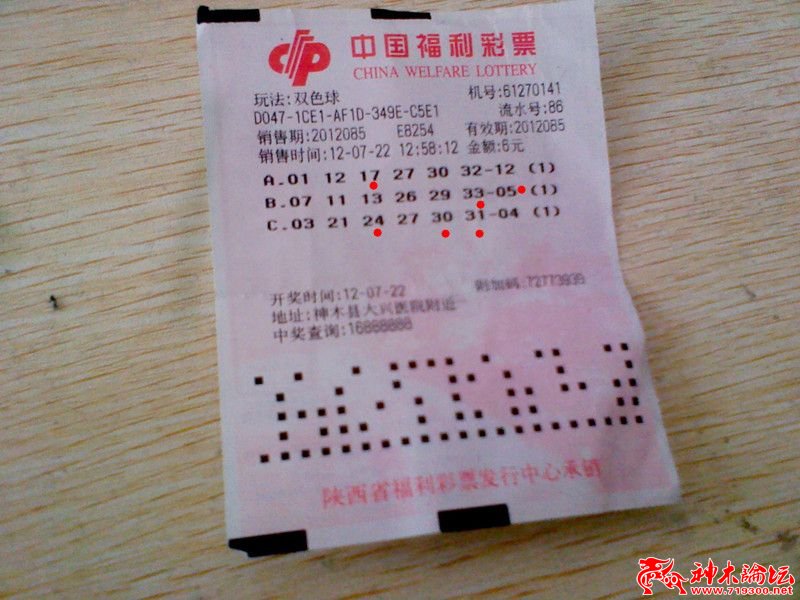 中国福利彩票
CHINA WELFARE LOTTERY
玩法:双色球 机号:61270141
D047-1CE1-AF1D-349E-C5E1 流水号:86
销售期:2012085 E8254 有效期:2012085
销售时间:12-07-22 12:58:12 金额:6元
A.01 12 17 27 30 32-12 (1)
B.07 11 13 26 29 33-05 (1)
C.03 21 24 27 30 31-04 (1)
开奖时间:12-07-22 附加码:72773939
地址:神木县大兴医院附近
中奖查询:16888888
陕西省福利彩票发行中心承销
神木論坛
www.719300.net